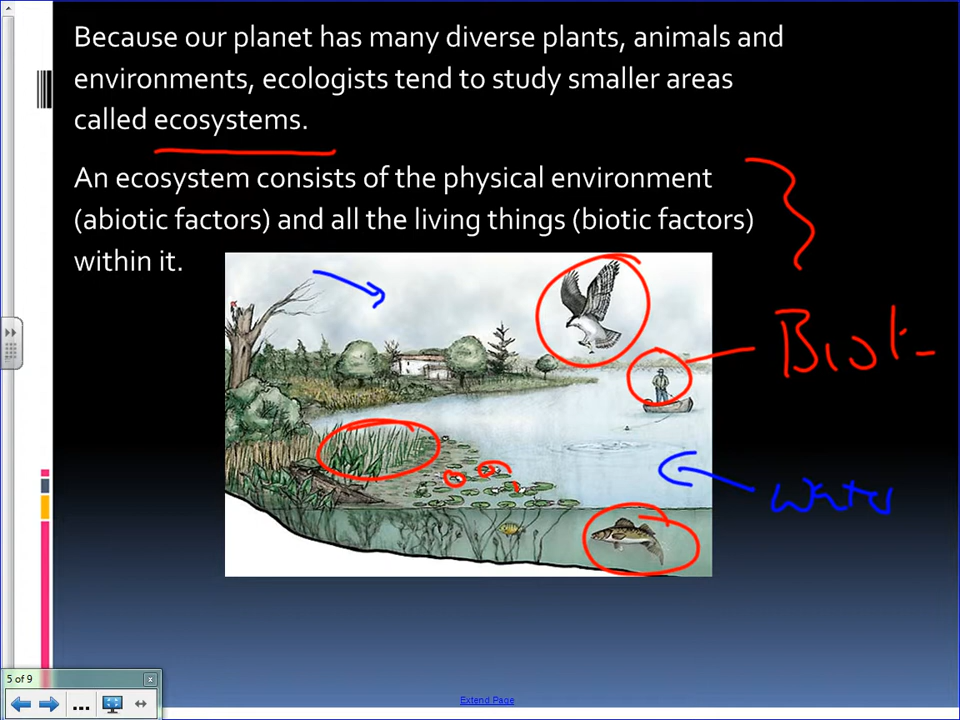 Because our planet has many diverse plants, animals and
environments, ecologists tend to study smaller areas
called ecosystems.
An ecosystem consists of the physical environment
(abiotic factors) and all the living things (biotic factors)
within it.
Biot
water
5 of 9
x
...
Extend Page